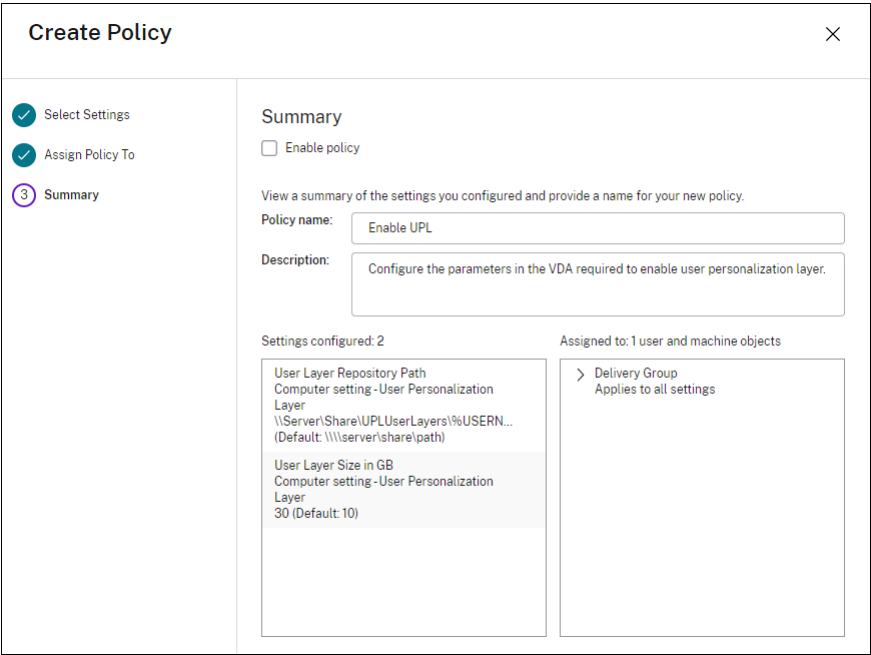 Create Policy
Select Settings
Assign Policy To
3 Summary
Summary
Enable policy
View a summary of the settings you configured and provide a name for your new policy.
Policy name:
Enable UPL
Description:
Configure the parameters in the VDA required to enable user personalization layer.
Settings configured: 2
User Layer Repository Path
Computer setting - User Personalization
Layer
\\Server\Share\UPLUserLayers\%USERN...
(Default: \\\\server\share\path)
User Layer Size in GB
Computer setting - User Personalization
Layer
30 (Default: 10)
Assigned to: 1 user and machine objects
Delivery Group
Applies to all settings